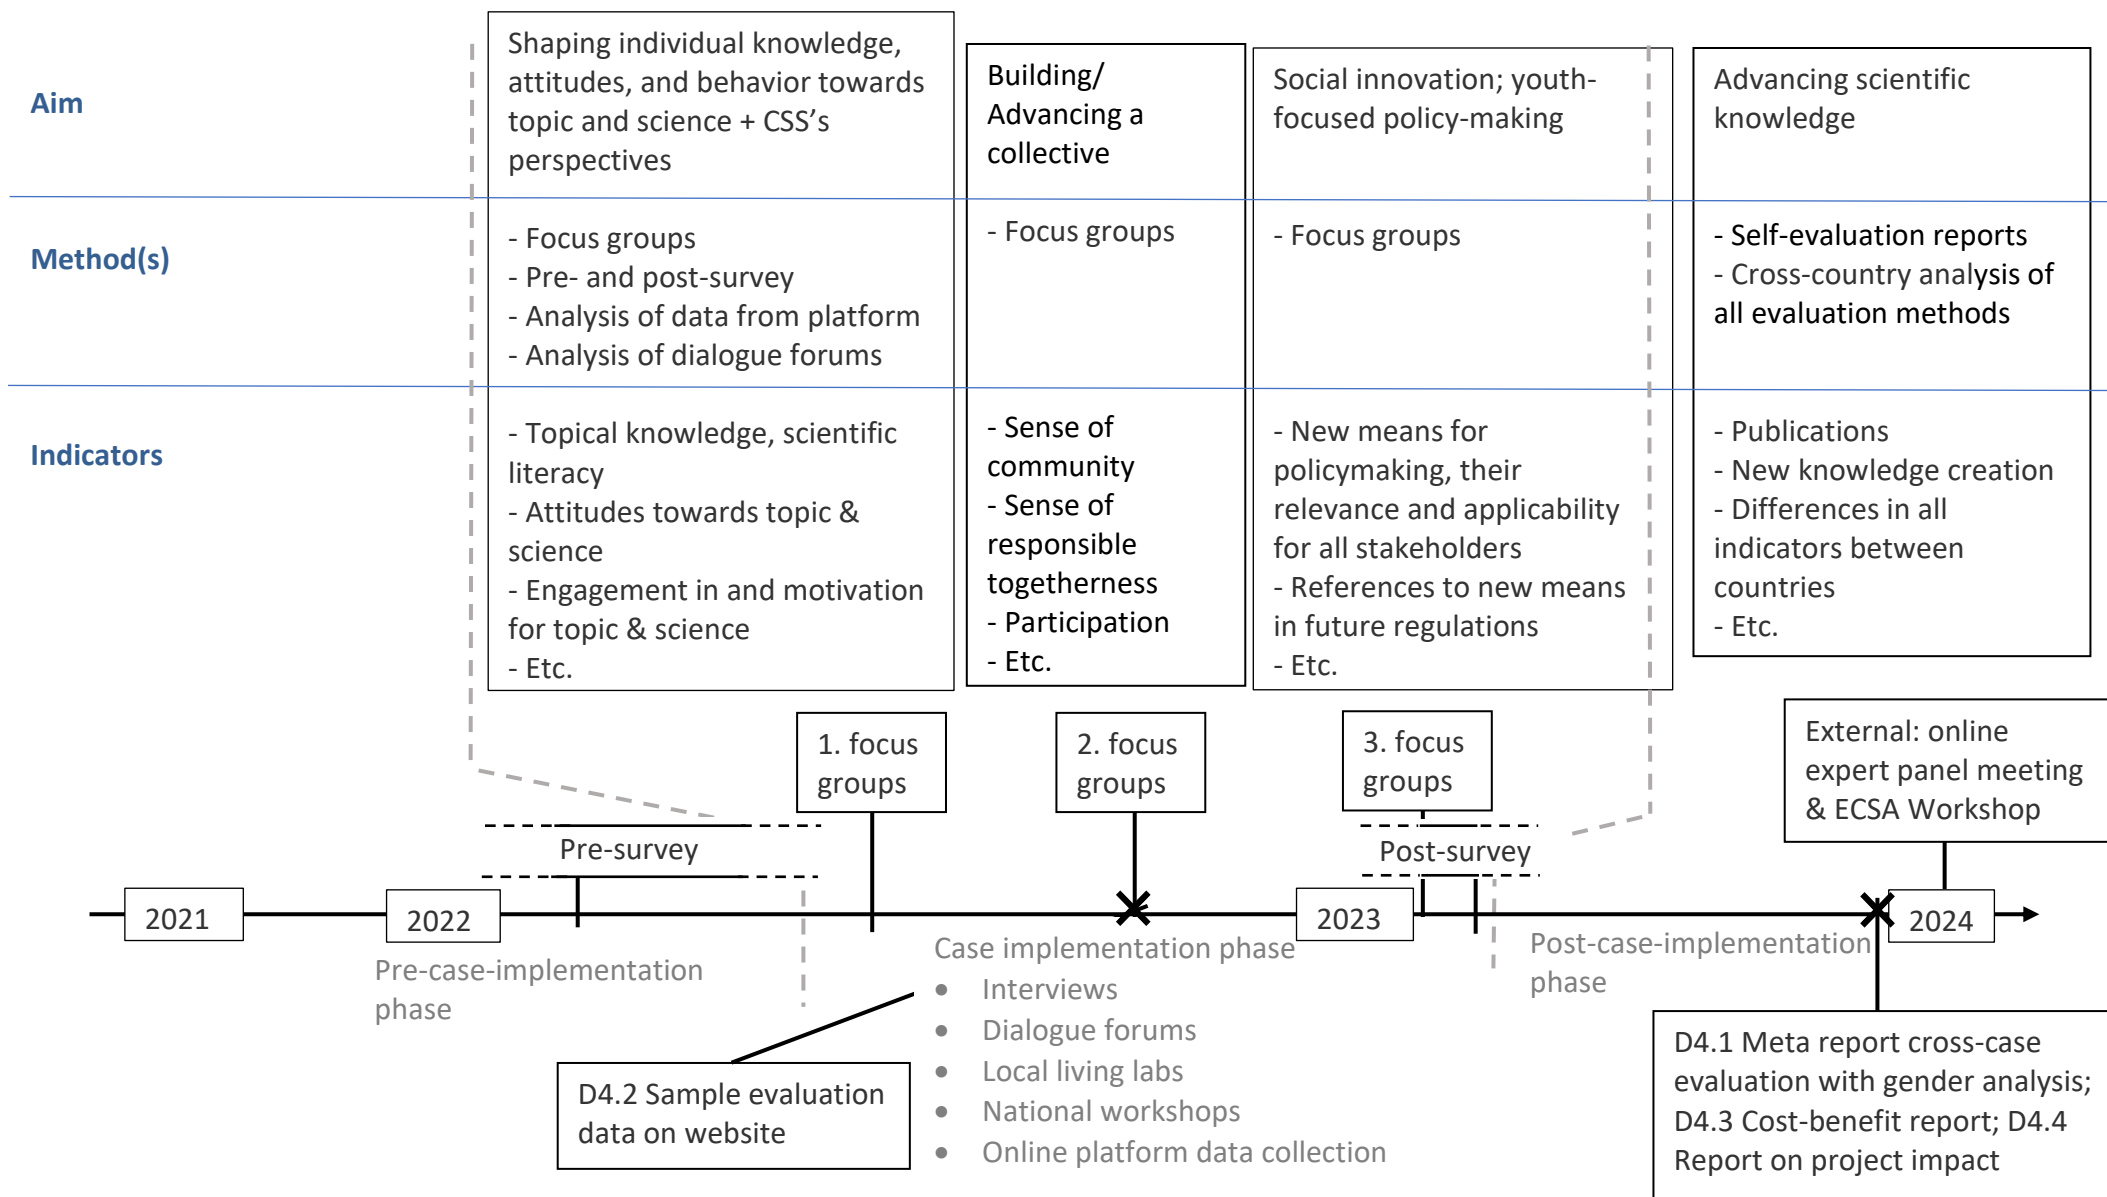 Aim
Shaping individual knowledge,
attitudes, and behavior towards
topic and science + CSS’s
perspectives
Building/
Advancing a
collective
Social innovation; youth-
focused policy-making
Advancing scientific
knowledge
Method(s)
- Focus groups
- Pre- and post-survey
- Analysis of data from platform
- Analysis of dialogue forums
- Focus groups
- Focus groups
- Self-evaluation reports
- Cross-country analysis of
all evaluation methods
Indicators
- Topical knowledge, scientific
literacy
- Attitudes towards topic &
science
- Engagement in and motivation
for topic & science
- Etc.
- Sense of
community
- Sense of
responsible
togetherness
- Participation
- Etc.
- New means for
policymaking, their
relevance and applicability
for all stakeholders
- References to new means
in future regulations
- Etc.
- Publications
- New knowledge creation
- Differences in all
indicators between
countries
- Etc.
1. focus
groups
2. focus
groups
3. focus
groups
External: online
expert panel meeting
& ECSA Workshop
Pre-survey
Post-survey
2021
2022
2023
2024
Pre-case-implementation
phase
Case implementation phase
• Interviews
• Dialogue forums
• Local living labs
• National workshops
• Online platform data collection
Post-case-implementation
phase
D4.2 Sample evaluation
data on website
D4.1 Meta report cross-case
evaluation with gender analysis;
D4.3 Cost-benefit report; D4.4
Report on project impact